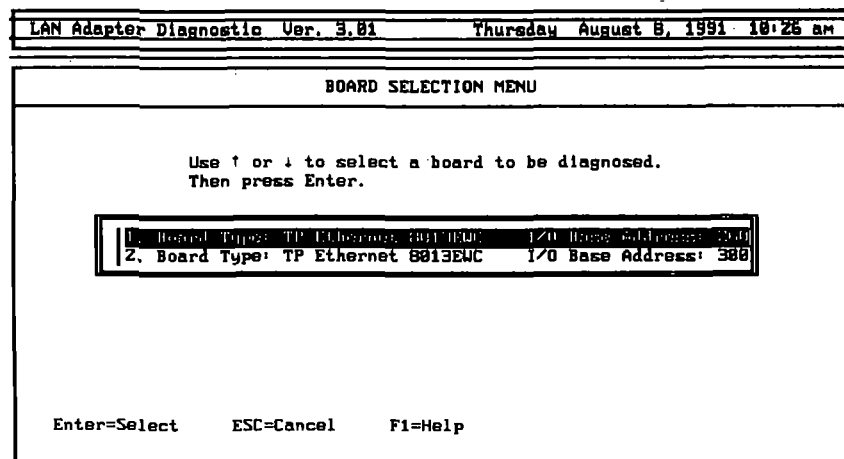 LAN Adapter Diagnostic Ver. 3.01 Thursday August 8, 1991 10:26 am
BOARD SELECTION MENU
Use ↑ or ↓ to select a board to be diagnosed.
Then press Enter.
1. Board Type: TP Ethernet 8013EWC I/O Base Address:
2. Board Type: TP Ethernet 8013EWC I/O Base Address: 300
Enter=Select ESC=Cancel F1=Help